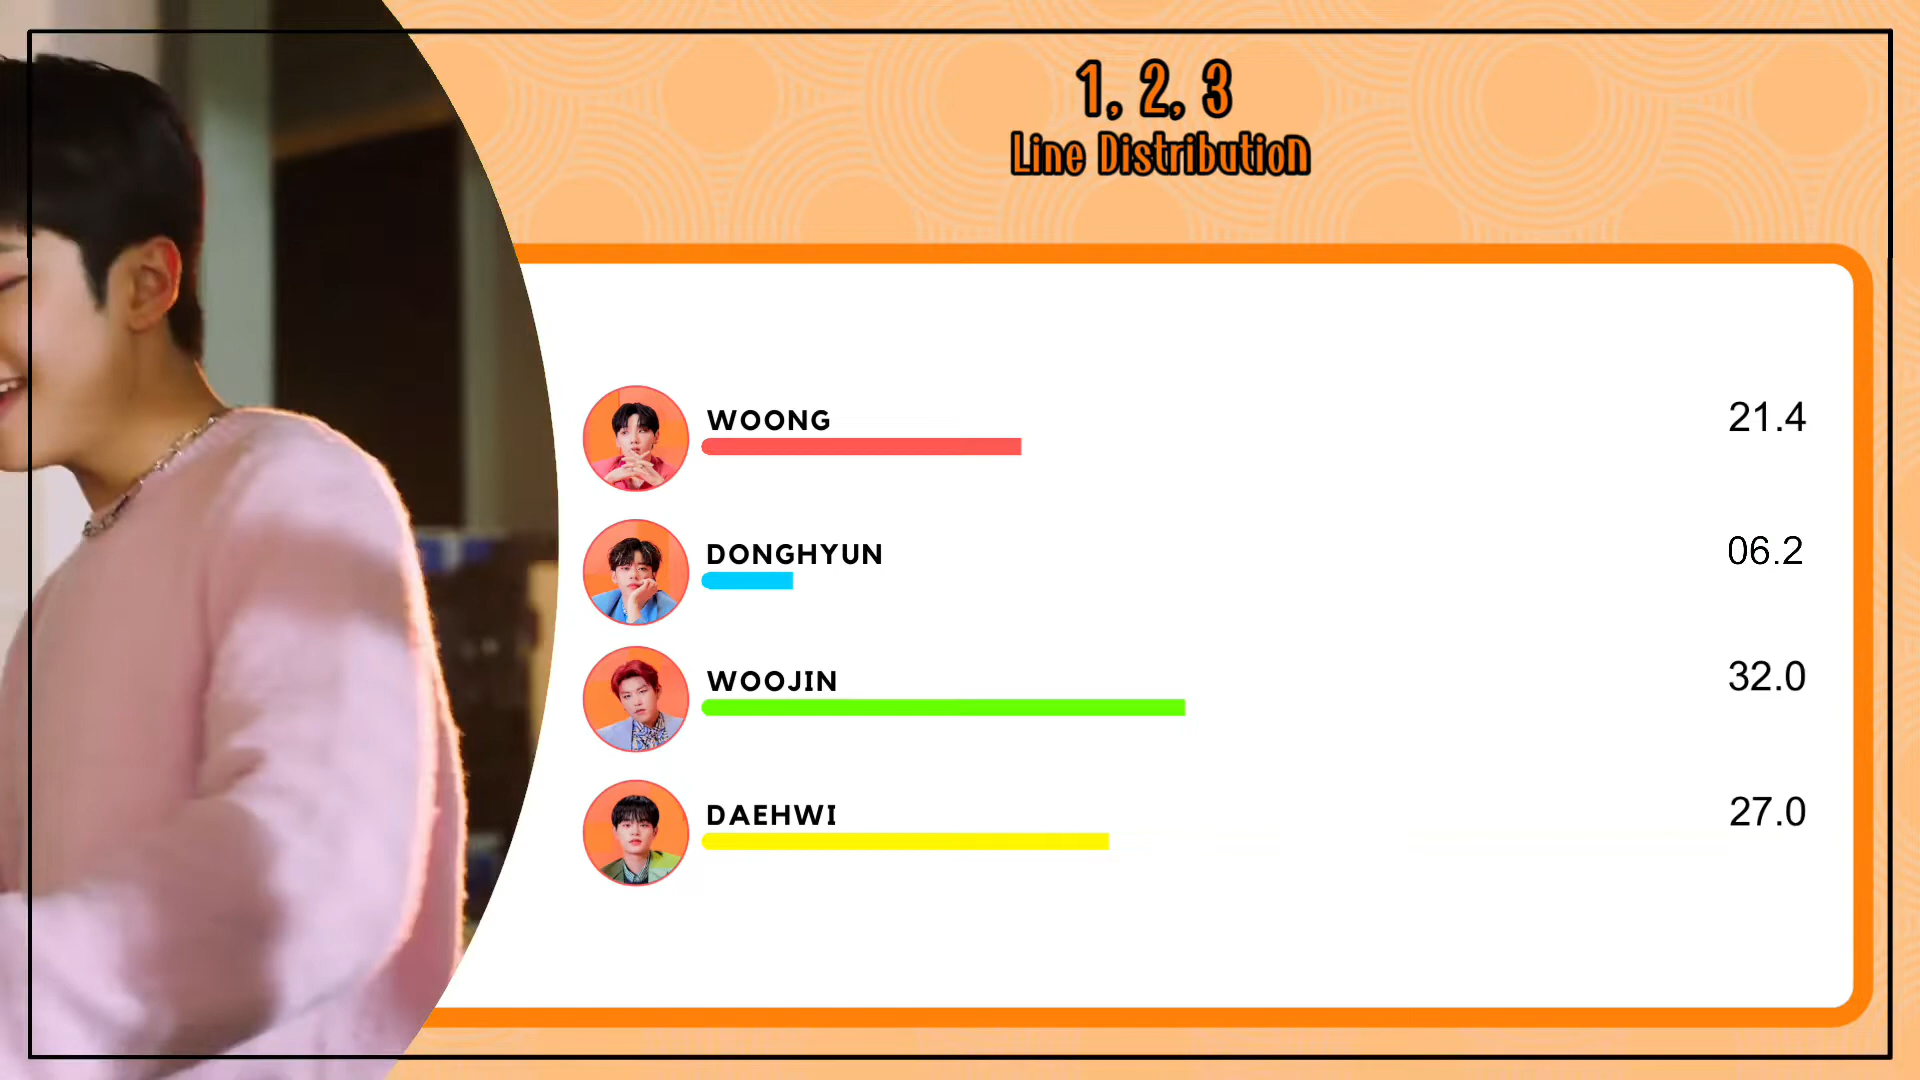 1, 2, 3
Line Distribution
WOONG 21.4
DONGHYUN 06.2
WOOJIN 32.0
DAEHWI 27.0